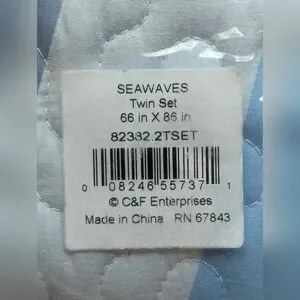 SEAWAVES
Twin Set
66 in X 86 in
82382.2TSET
0 08246 55737 1
© C&F Enterprises
Made in China RN 67843